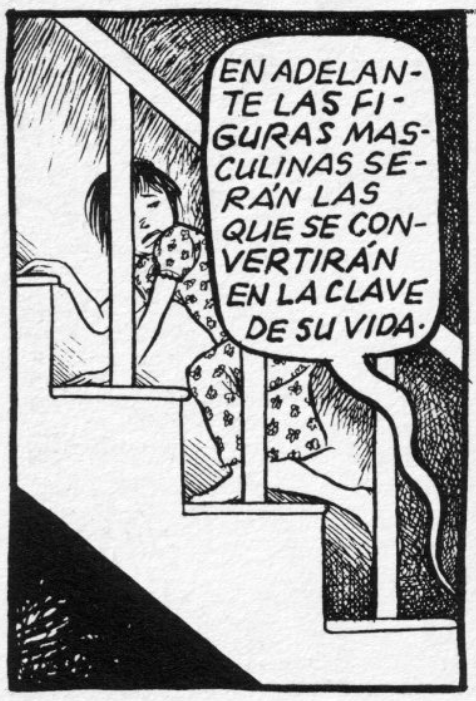 EN ADELAN-
TE LAS FI-
GURAS MAS-
CULINAS SE-
RÁN LAS
QUE SE CON-
VERTIRÁN
EN LA CLAVE
DE SU VIDA.